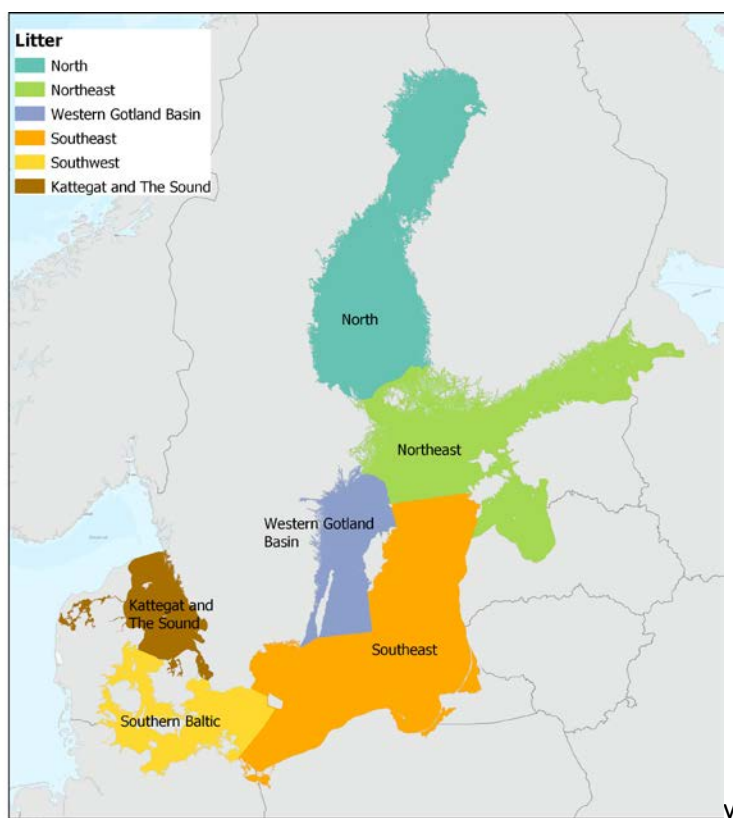 Litter
North
Northeast
Western Gotland Basin
Southeast
Southwest
Kattegat and The Sound
North
Northeast
Western Gotland
Basin
Kattegat and
The Sound
Southeast
Southern Baltic
v